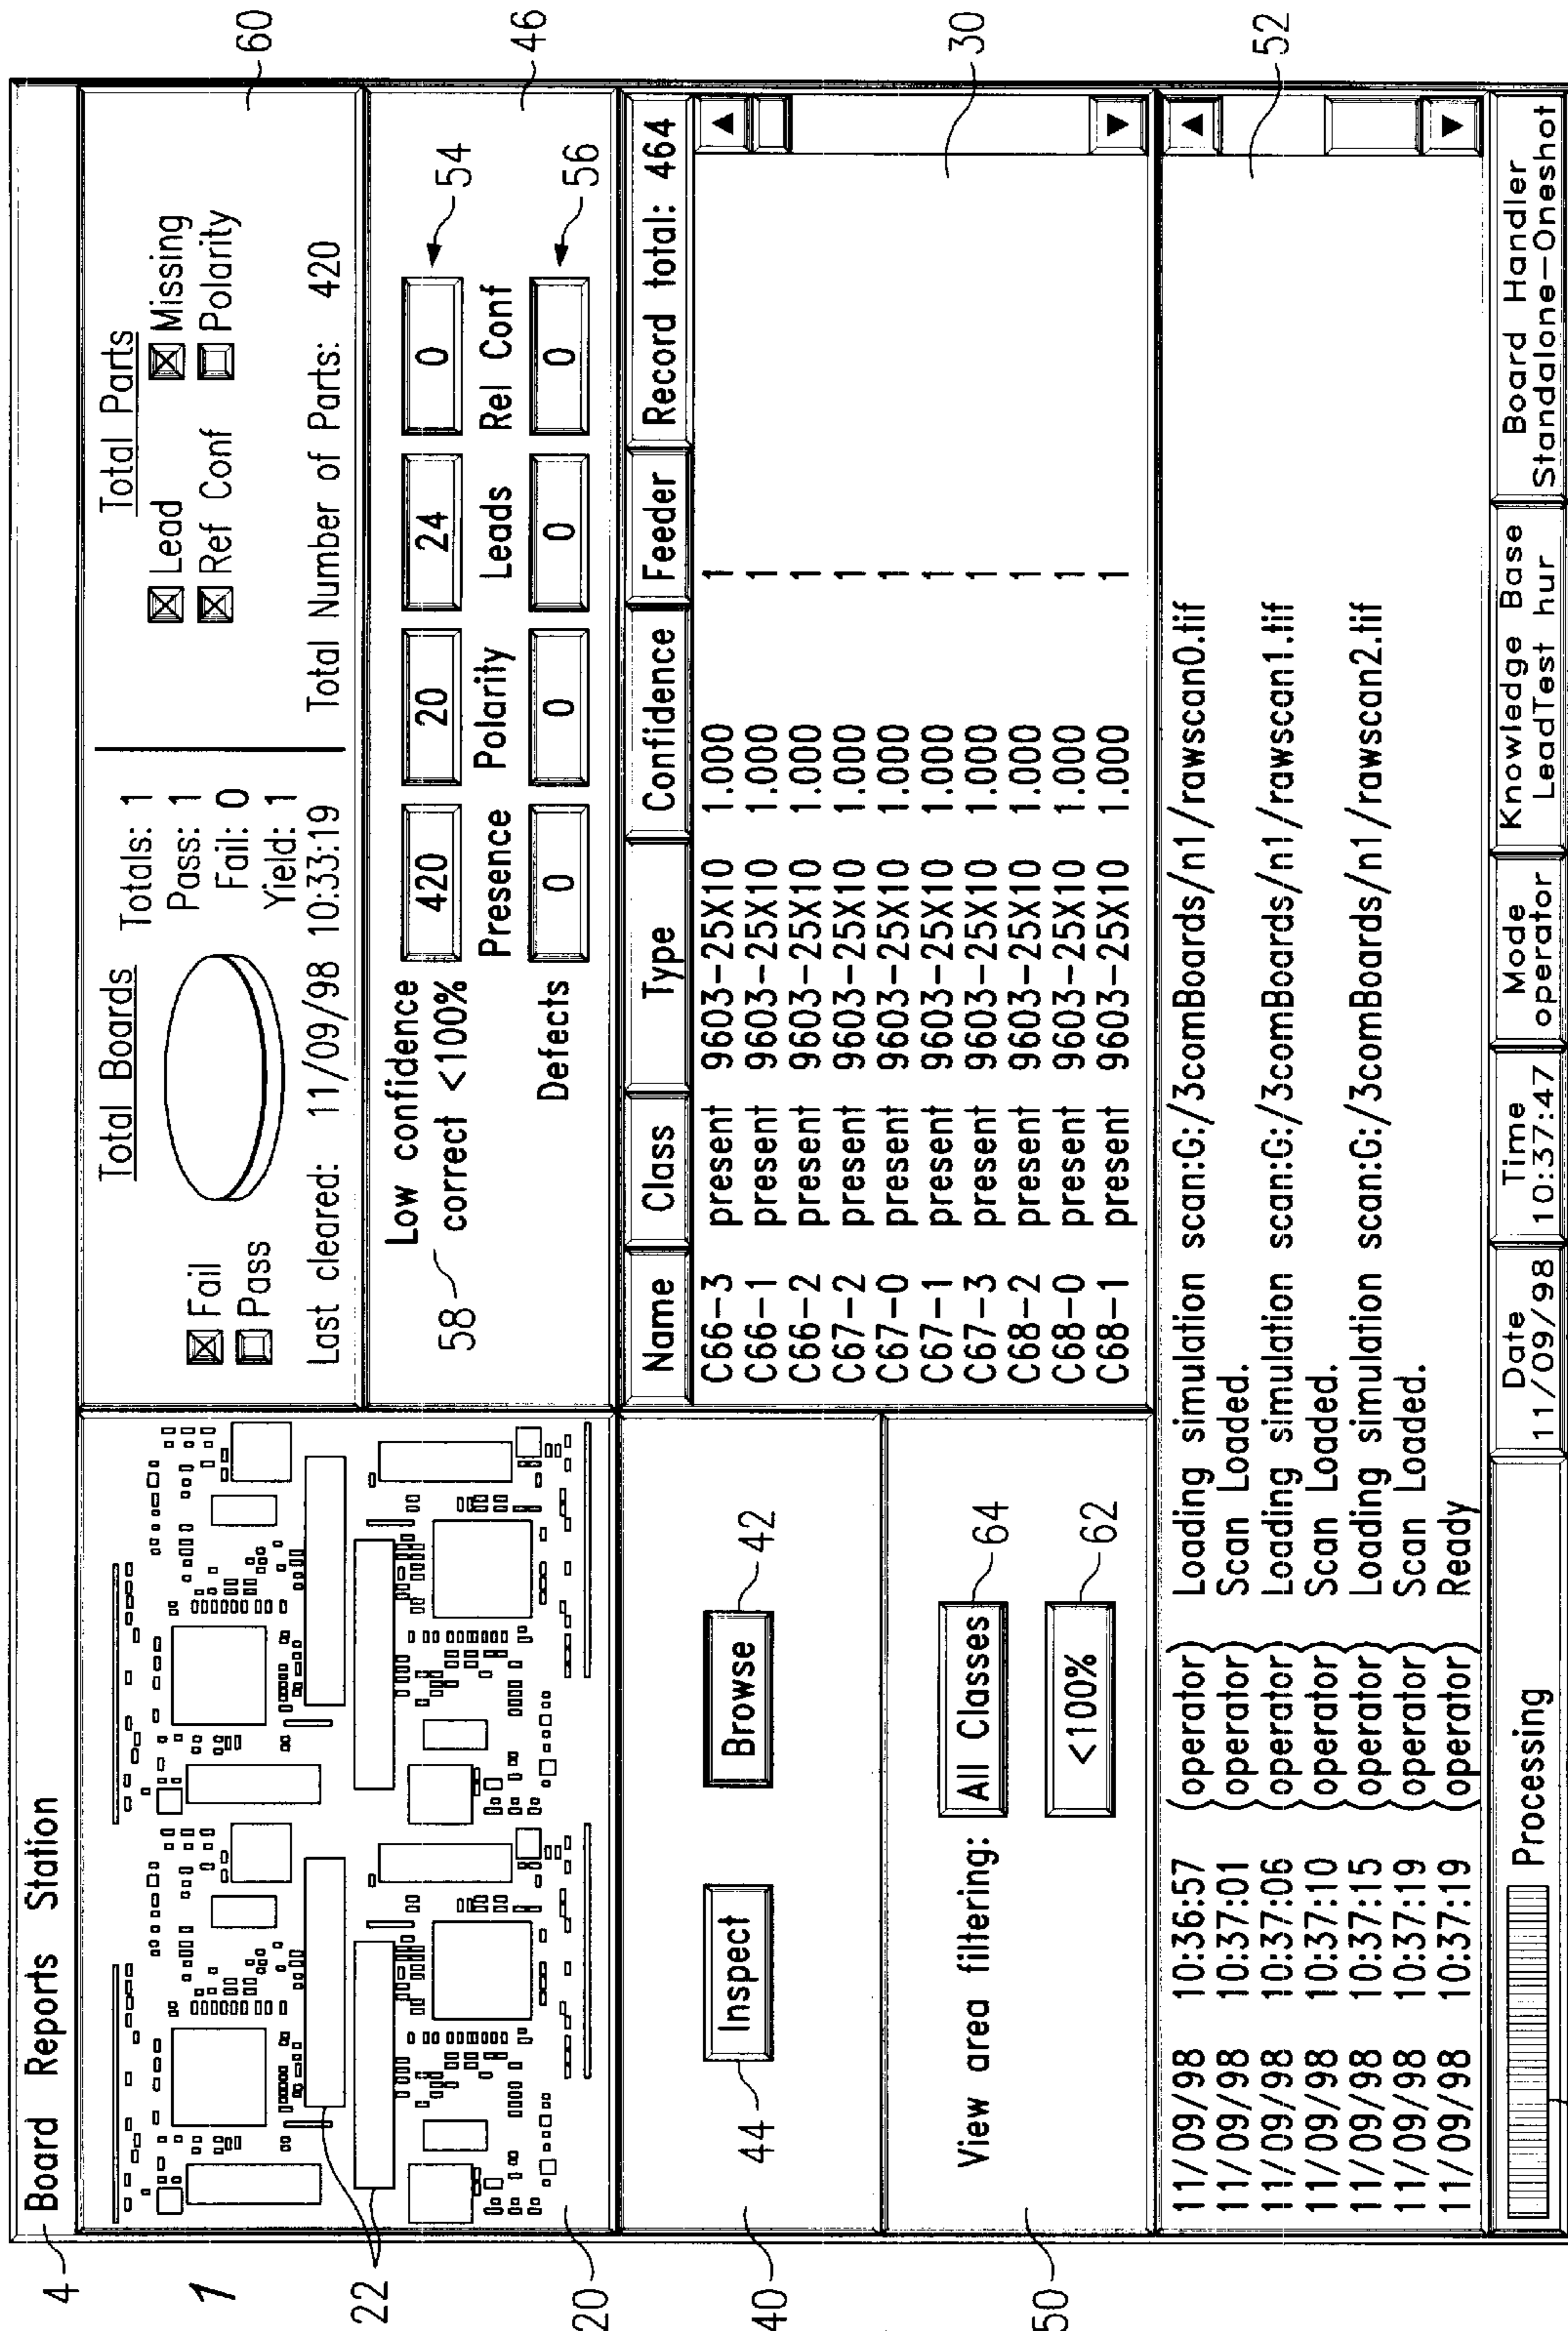 4
Board Reports Station
1
22
20
Total Boards
Fail
Pass
Totals: 1
Pass: 1
Fail: 0
Yield: 1
Last cleared: 11/09/98 10:33:19
Total Parts
Lead
Missing
Ref Conf
Polarity
Total Number of Parts: 420
60
Low confidence
58 correct <100%
420 20 24 0
54
Presence Polarity Leads Rel Conf
Defects 0 0 0 0
56
46
40
44
Inspect
Browse
42
50
View area filtering: All Classes
64
<100%
62
Name Class Type Confidence Feeder Record total: 464
C66-3 present 9603-25X10 1.000 1
C66-1 present 9603-25X10 1.000 1
C66-2 present 9603-25X10 1.000 1
C67-2 present 9603-25X10 1.000 1
C67-0 present 9603-25X10 1.000 1
C67-1 present 9603-25X10 1.000 1
C67-3 present 9603-25X10 1.000 1
C68-2 present 9603-25X10 1.000 1
C68-0 present 9603-25X10 1.000 1
C68-1 present 9603-25X10 1.000 1
30
11/09/98 10:36:57 (operator) Loading simulation scan:G:/3comBoards/n1/rawscan0.tif
11/09/98 10:37:01 (operator) Scan Loaded.
11/09/98 10:37:06 (operator) Loading simulation scan:G:/3comBoards/n1/rawscan1.tif
11/09/98 10:37:10 (operator) Scan Loaded.
11/09/98 10:37:15 (operator) Loading simulation scan:G:/3comBoards/n1/rawscan2.tif
11/09/98 10:37:19 (operator) Scan Loaded.
11/09/98 10:37:19 (operator) Ready
52
Processing
Date
11/09/98
Time
10:37:47
Mode
operator
Knowledge Base
LeadTest hur
Board Handler
Standalone-Oneshot